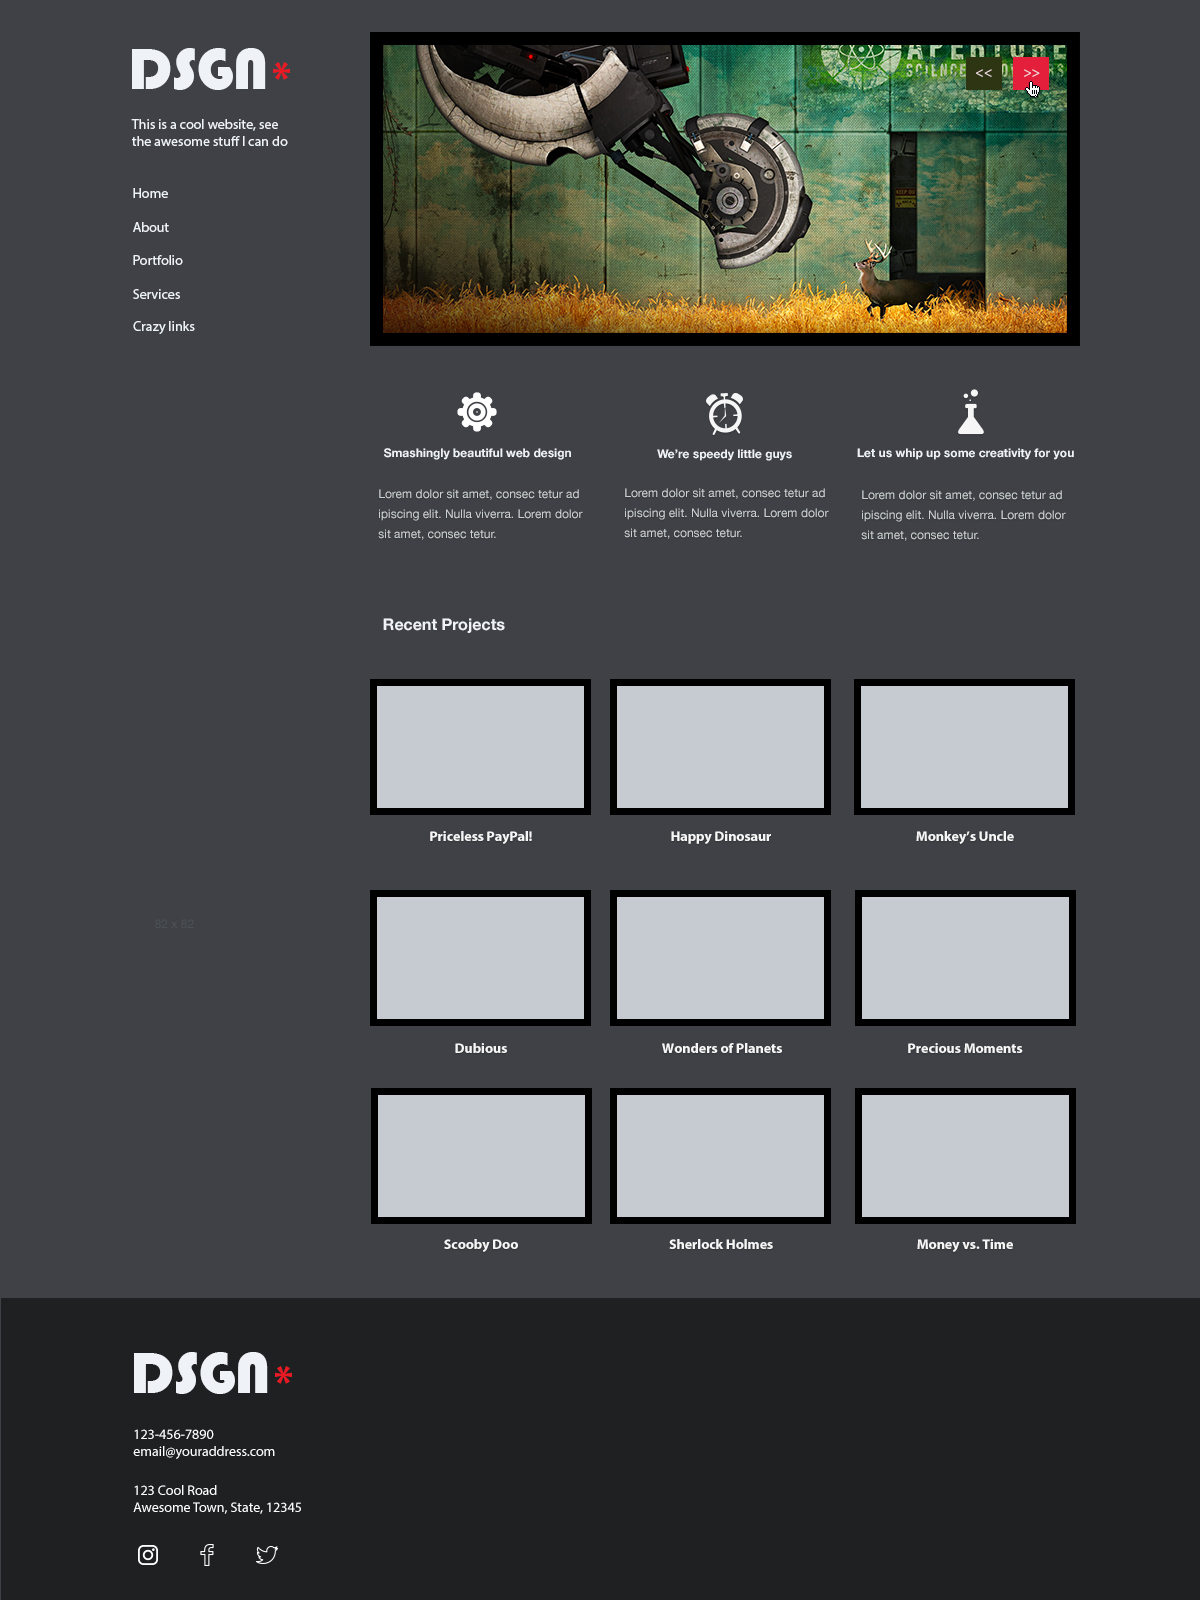 DSGN*
This is a cool website, see
the awesome stuff I can do
Home
About
Portfolio
Services
Crazy links
APERTURE
SCIENCE
<<
>>
Smashingly beautiful web design
Lorem dolor sit amet, consec tetur ad
ipiscing elit. Nulla viverra. Lorem dolor
sit amet, consec tetur.
We're speedy little guys
Lorem dolor sit amet, consec tetur ad
ipiscing elit. Nulla viverra. Lorem dolor
sit amet, consec tetur.
Let us whip up some creativity for you
Lorem dolor sit amet, consec tetur ad
ipiscing elit. Nulla viverra. Lorem dolor
sit amet, consec tetur.
Recent Projects
Priceless PayPal!
Happy Dinosaur
Monkey's Uncle
82 x 82
Dubious
Wonders of Planets
Precious Moments
Scooby Doo
Sherlock Holmes
Money vs. Time
DSGN*
123-456-7890
email@youraddress.com
123 Cool Road
Awesome Town, State, 12345